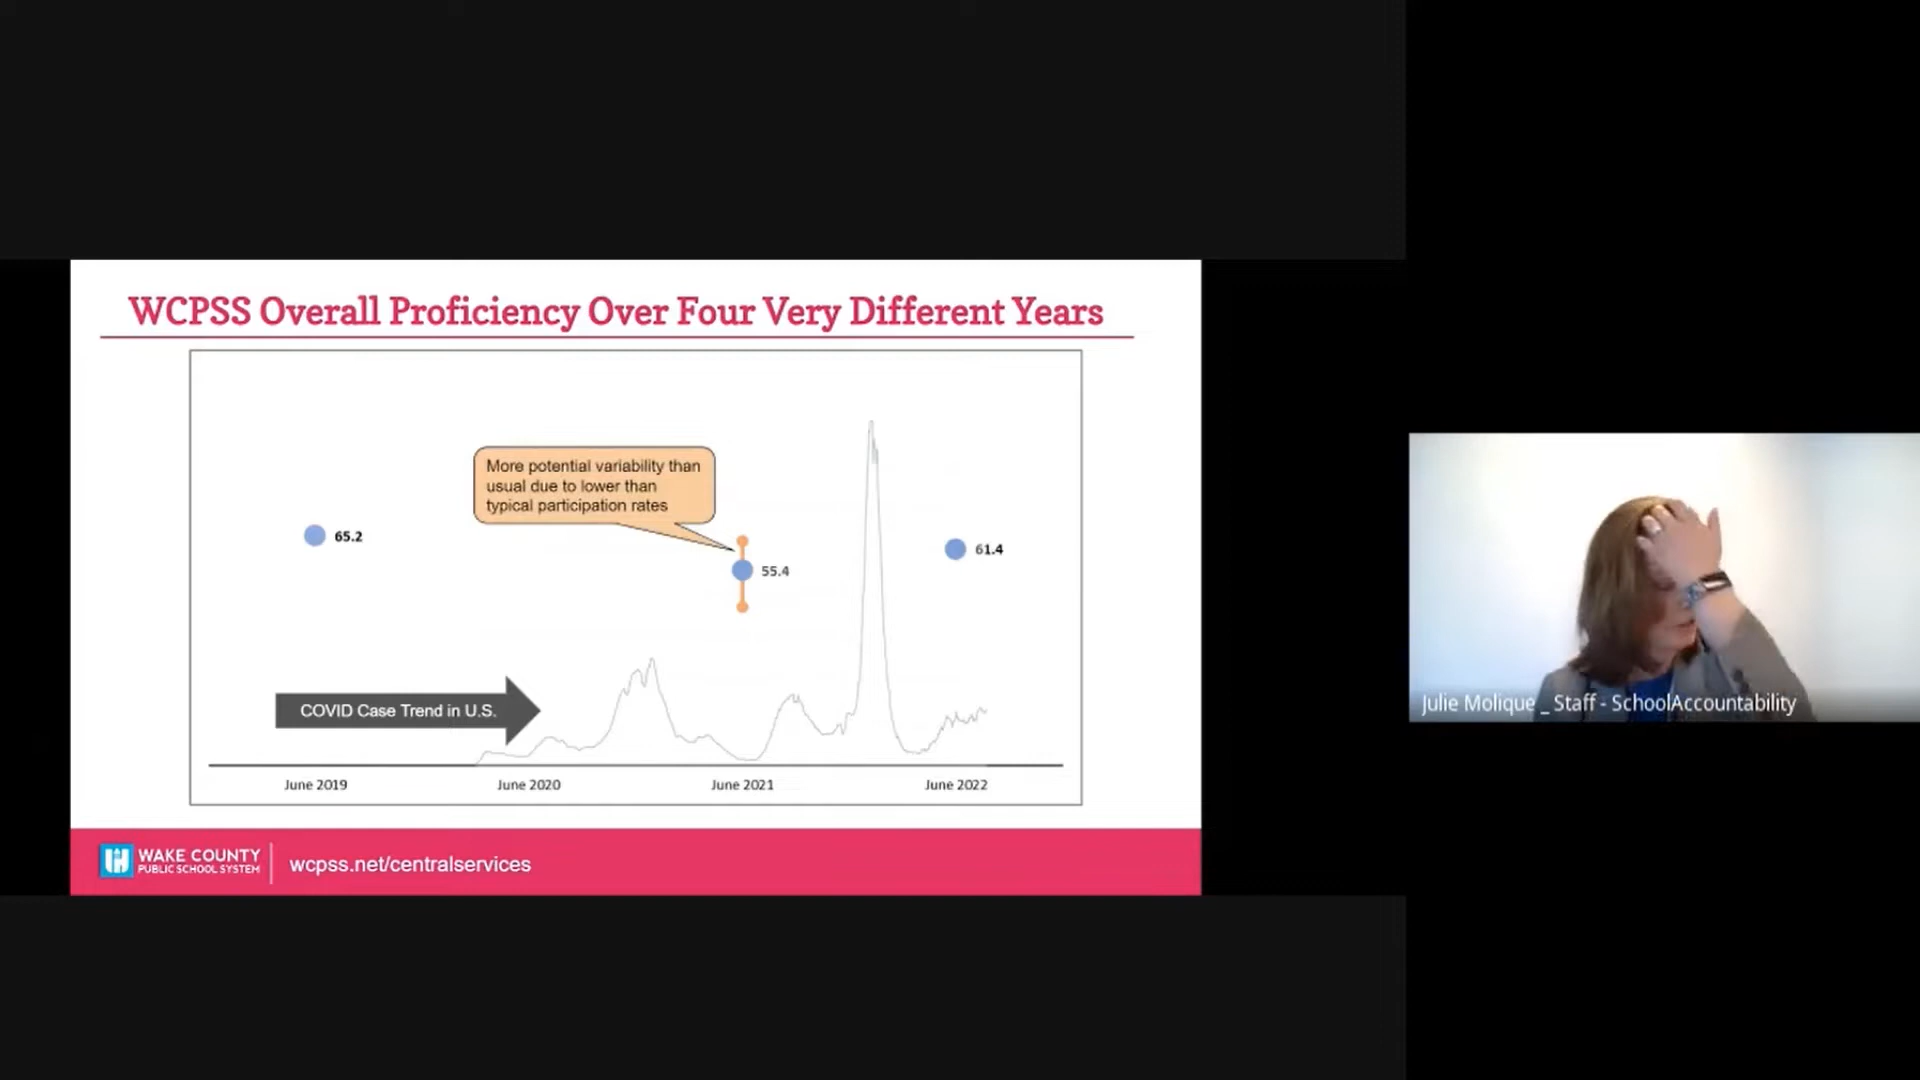 WCPSS Overall Proficiency Over Four Very Different Years
More potential variability than
usual due to lower than
typical participation rates
65.2
55.4
61.4
COVID Case Trend in U.S.
June 2019
June 2020
June 2021
June 2022
WAKE COUNTY
PUBLIC SCHOOL SYSTEM
wcpss.net/centralservices
Julie Molique _ Staff - SchoolAccountability